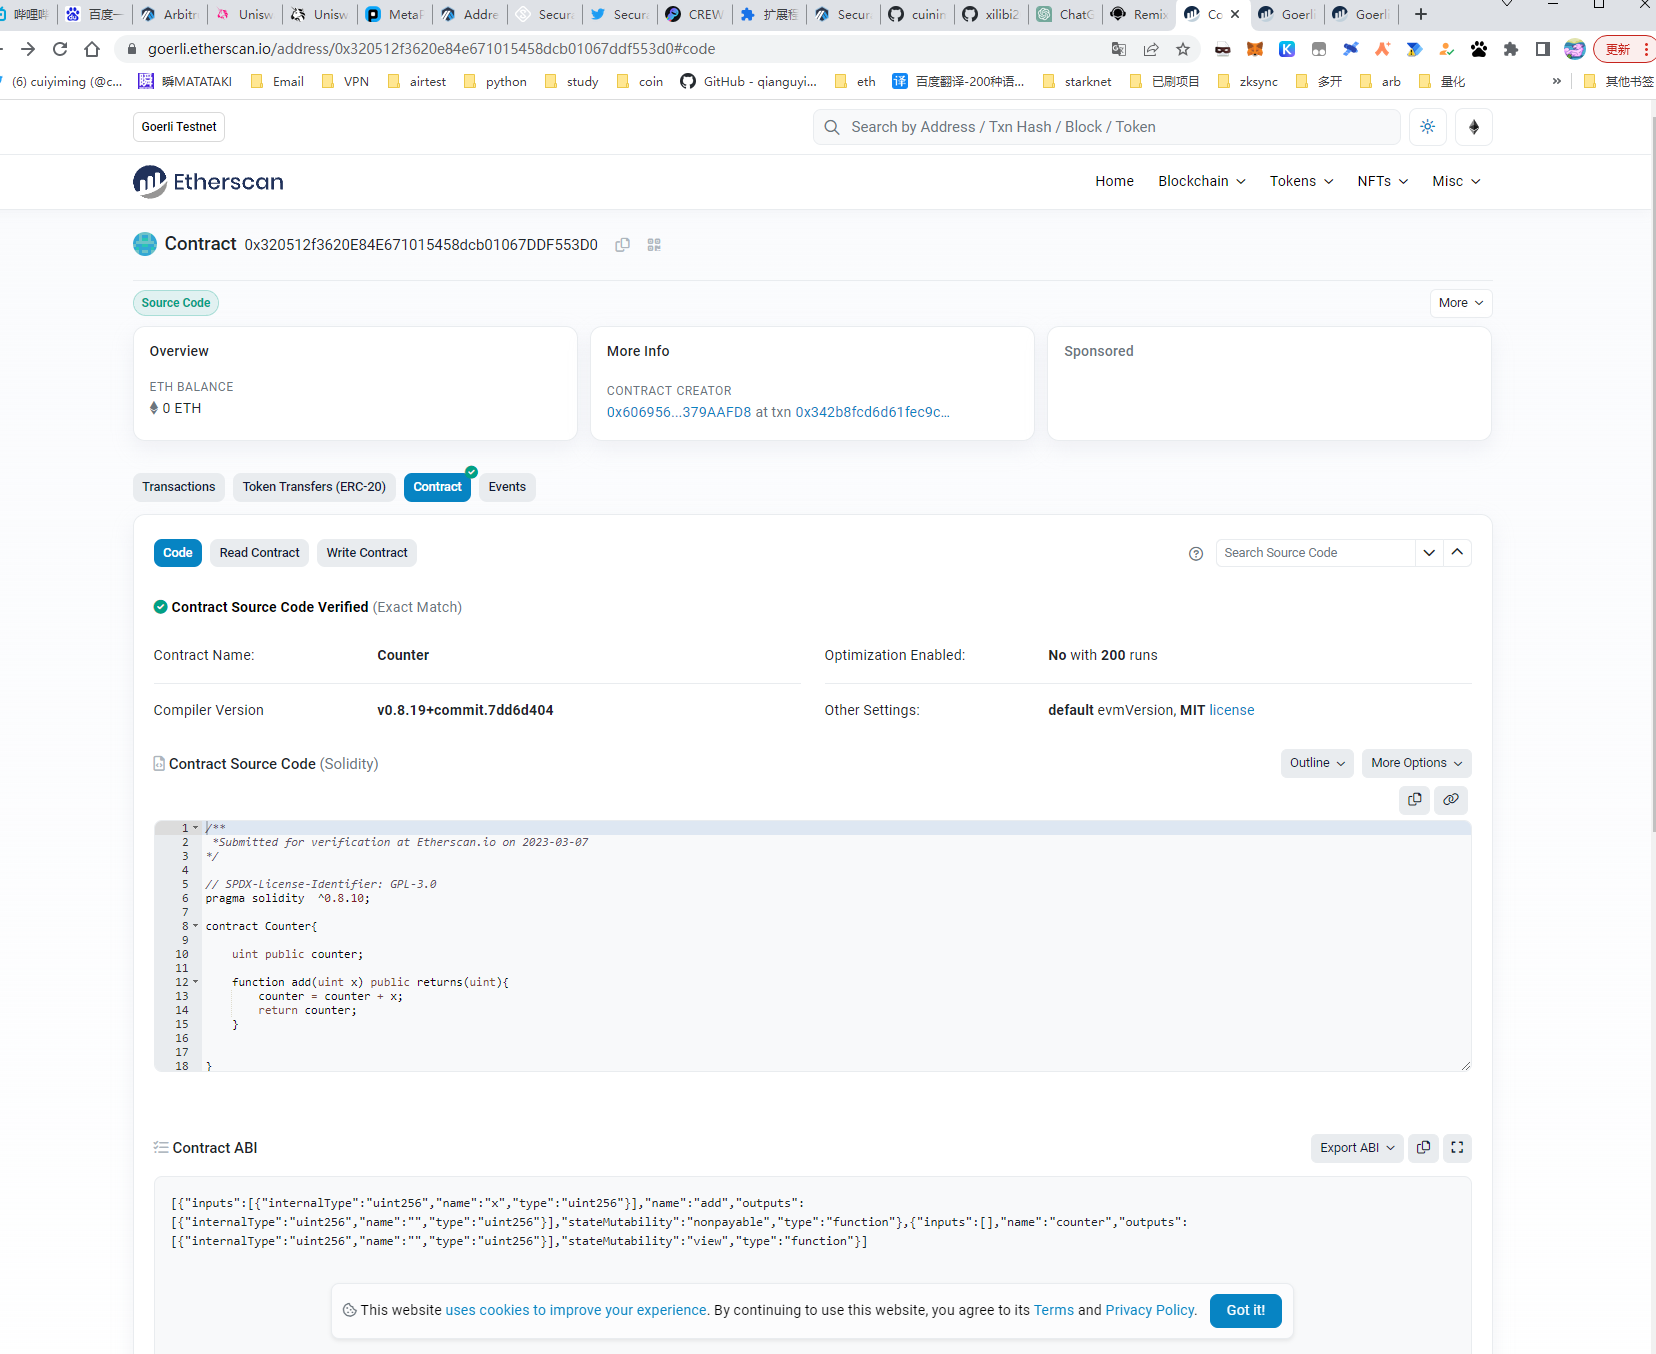 哔哩哔
百度一
Arbitr
Unisw
Unisw
MetaF
Addre
Secura
Secura
CREW
扩展程
Secura
cuinin
xilibi2
ChatG
Remix
Co
Goerli
Goerli
goerli.etherscan.io/address/0x320512f3620e84e671015458dcb01067ddf553d0#code
更新
(6) cuiyiming (@c...
瞬MATATAKI
Email
VPN
airtest
python
study
coin
GitHub - qianguyi...
eth
百度翻译-200种语...
starknet
已刷项目
zksync
多开
arb
量化
»
其他书签
Goerli Testnet
Search by Address / Txn Hash / Block / Token
Etherscan
Home
Blockchain
Tokens
NFTs
Misc
Contract 0x320512f3620E84E671015458dcb01067DDF553D0
Source Code
More
Overview
ETH BALANCE
0 ETH
More Info
CONTRACT CREATOR
0x606956...379AAFD8 at txn 0x342b8fcd6d61fec9c...
Sponsored
Transactions
Token Transfers (ERC-20)
Contract
Events
Code
Read Contract
Write Contract
Search Source Code
Contract Source Code Verified (Exact Match)
Contract Name:
Counter
Optimization Enabled:
No with 200 runs
Compiler Version
v0.8.19+commit.7dd6d404
Other Settings:
default evmVersion, MIT license
Contract Source Code (Solidity)
Outline
More Options
1 /**
2 *Submitted for verification at Etherscan.io on 2023-03-07
3 */
4
5 // SPDX-License-Identifier: GPL-3.0
6 pragma solidity ^0.8.10;
7
8 contract Counter{
9
10 uint public counter;
11
12 function add(uint x) public returns(uint){
13 counter = counter + x;
14 return counter;
15 }
16
17
18 }
Contract ABI
Export ABI
[{"inputs":[{"internalType":"uint256","name":"x","type":"uint256"}],"name":"add","outputs":
[{"internalType":"uint256","name":"","type":"uint256"}],"stateMutability":"nonpayable","type":"function"},{"inputs":[],"name":"counter","outputs":
[{"internalType":"uint256","name":"","type":"uint256"}],"stateMutability":"view","type":"function"}]
This website uses cookies to improve your experience. By continuing to use this website, you agree to its Terms and Privacy Policy.
Got it!